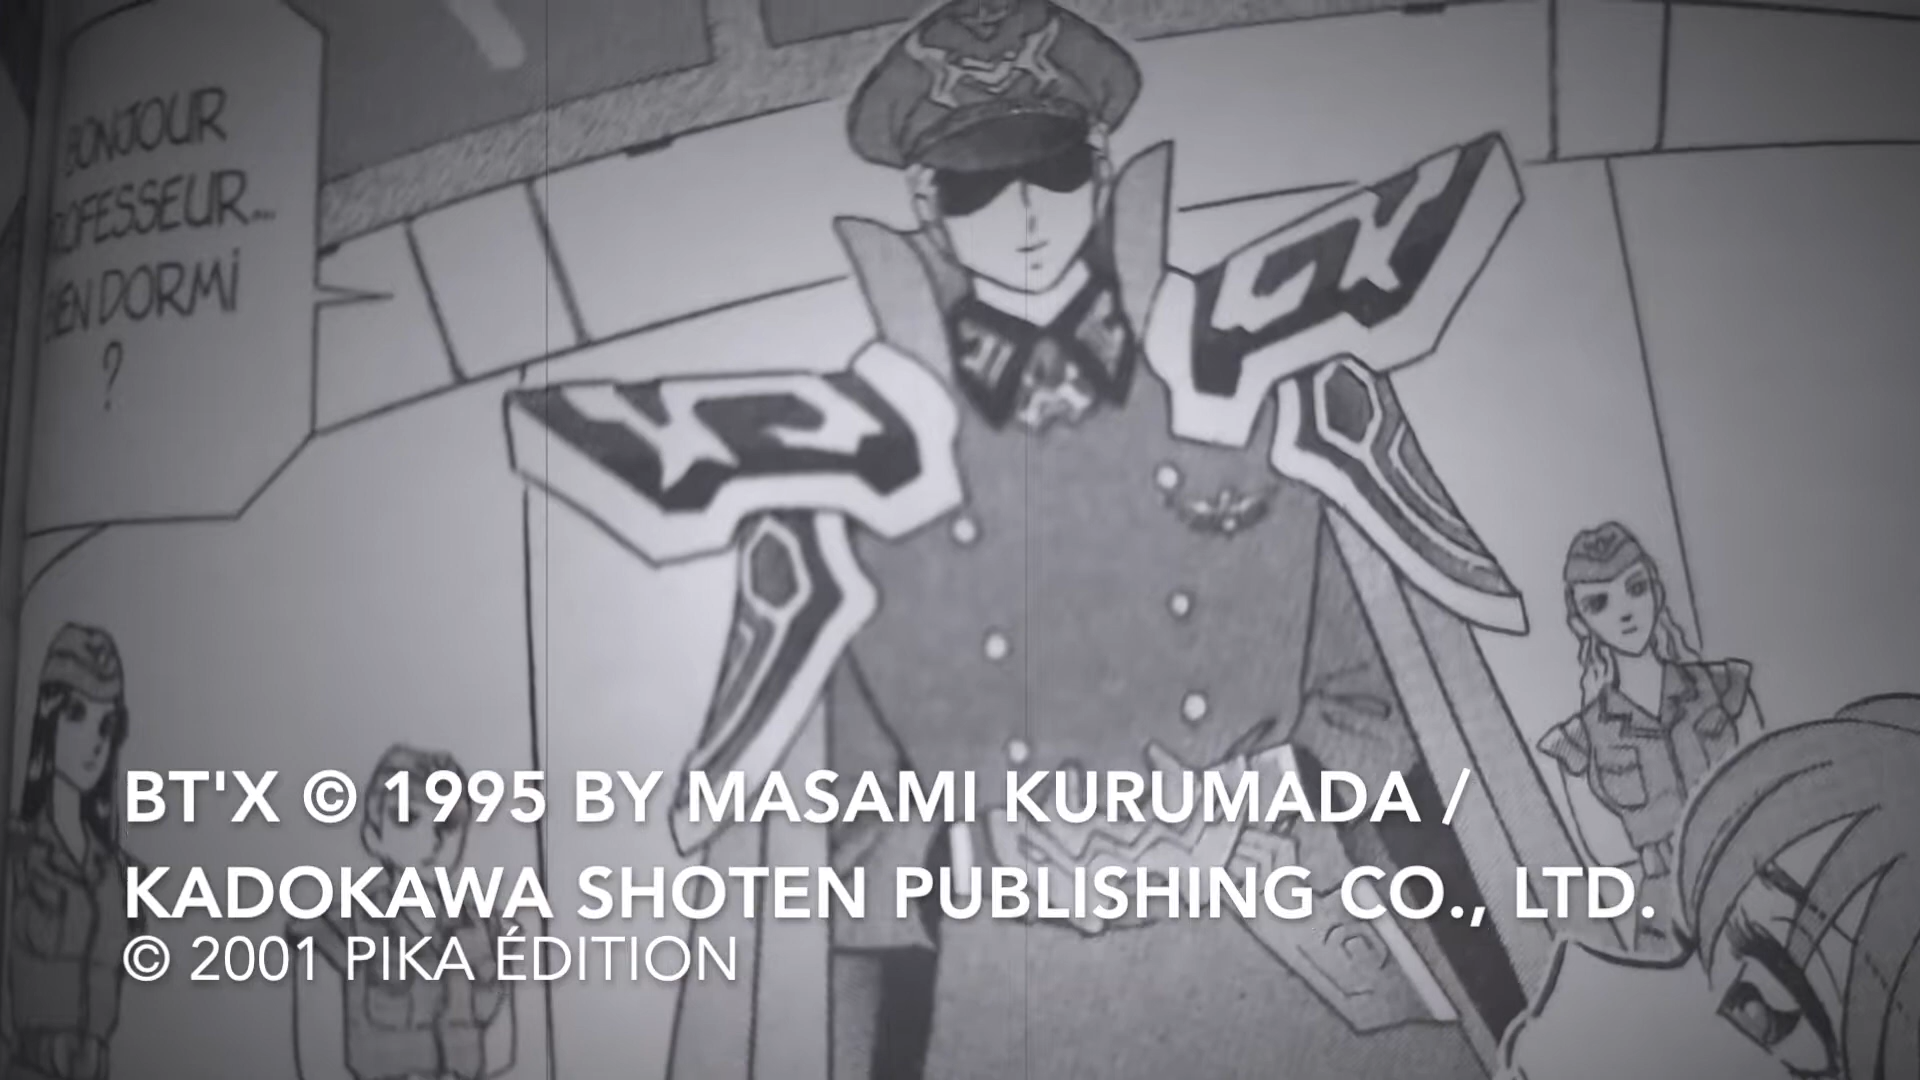 BONJOUR
ROFESSEUR...
IEN DORMi
?
BT'X © 1995 BY MASAMI KURUMADA /
KADOKAWA SHOTEN PUBLISHING CO., LTD.
© 2001 PIKA ÉDITION